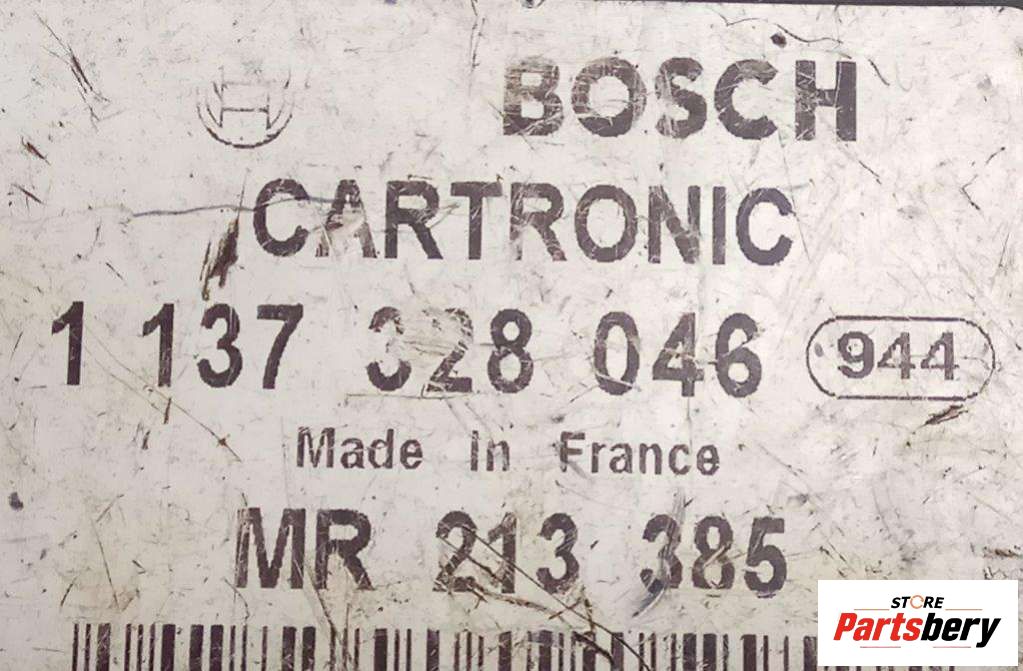 BOSCH
CARTRONIC
1 137 328 046 944
Made In France
MR 213 385
STORE
Partsbery